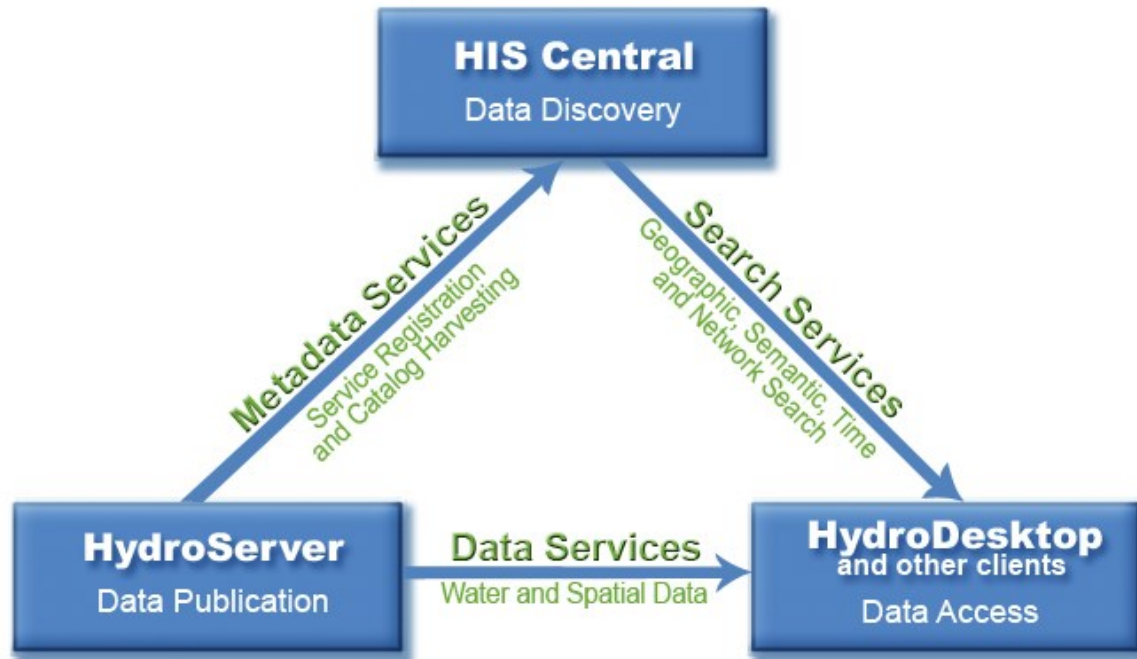 HIS Central
Data Discovery
Metadata Services
Service Registration
and Catalog Harvesting
Search Services
Geographic, Semantic, Time
and Network Search
HydroServer
Data Publication
Data Services
Water and Spatial Data
HydroDesktop
and other clients
Data Access